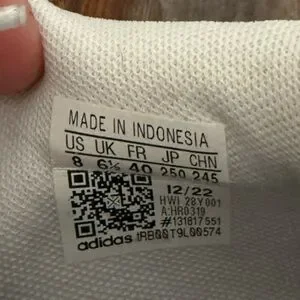 MADE IN INDONESIA
US UK FR JP CHN
8 6½ 40 250 245
12/22
HWI 28Y001
A:HR0319
#131817551
adidas 1RB00T9L00574